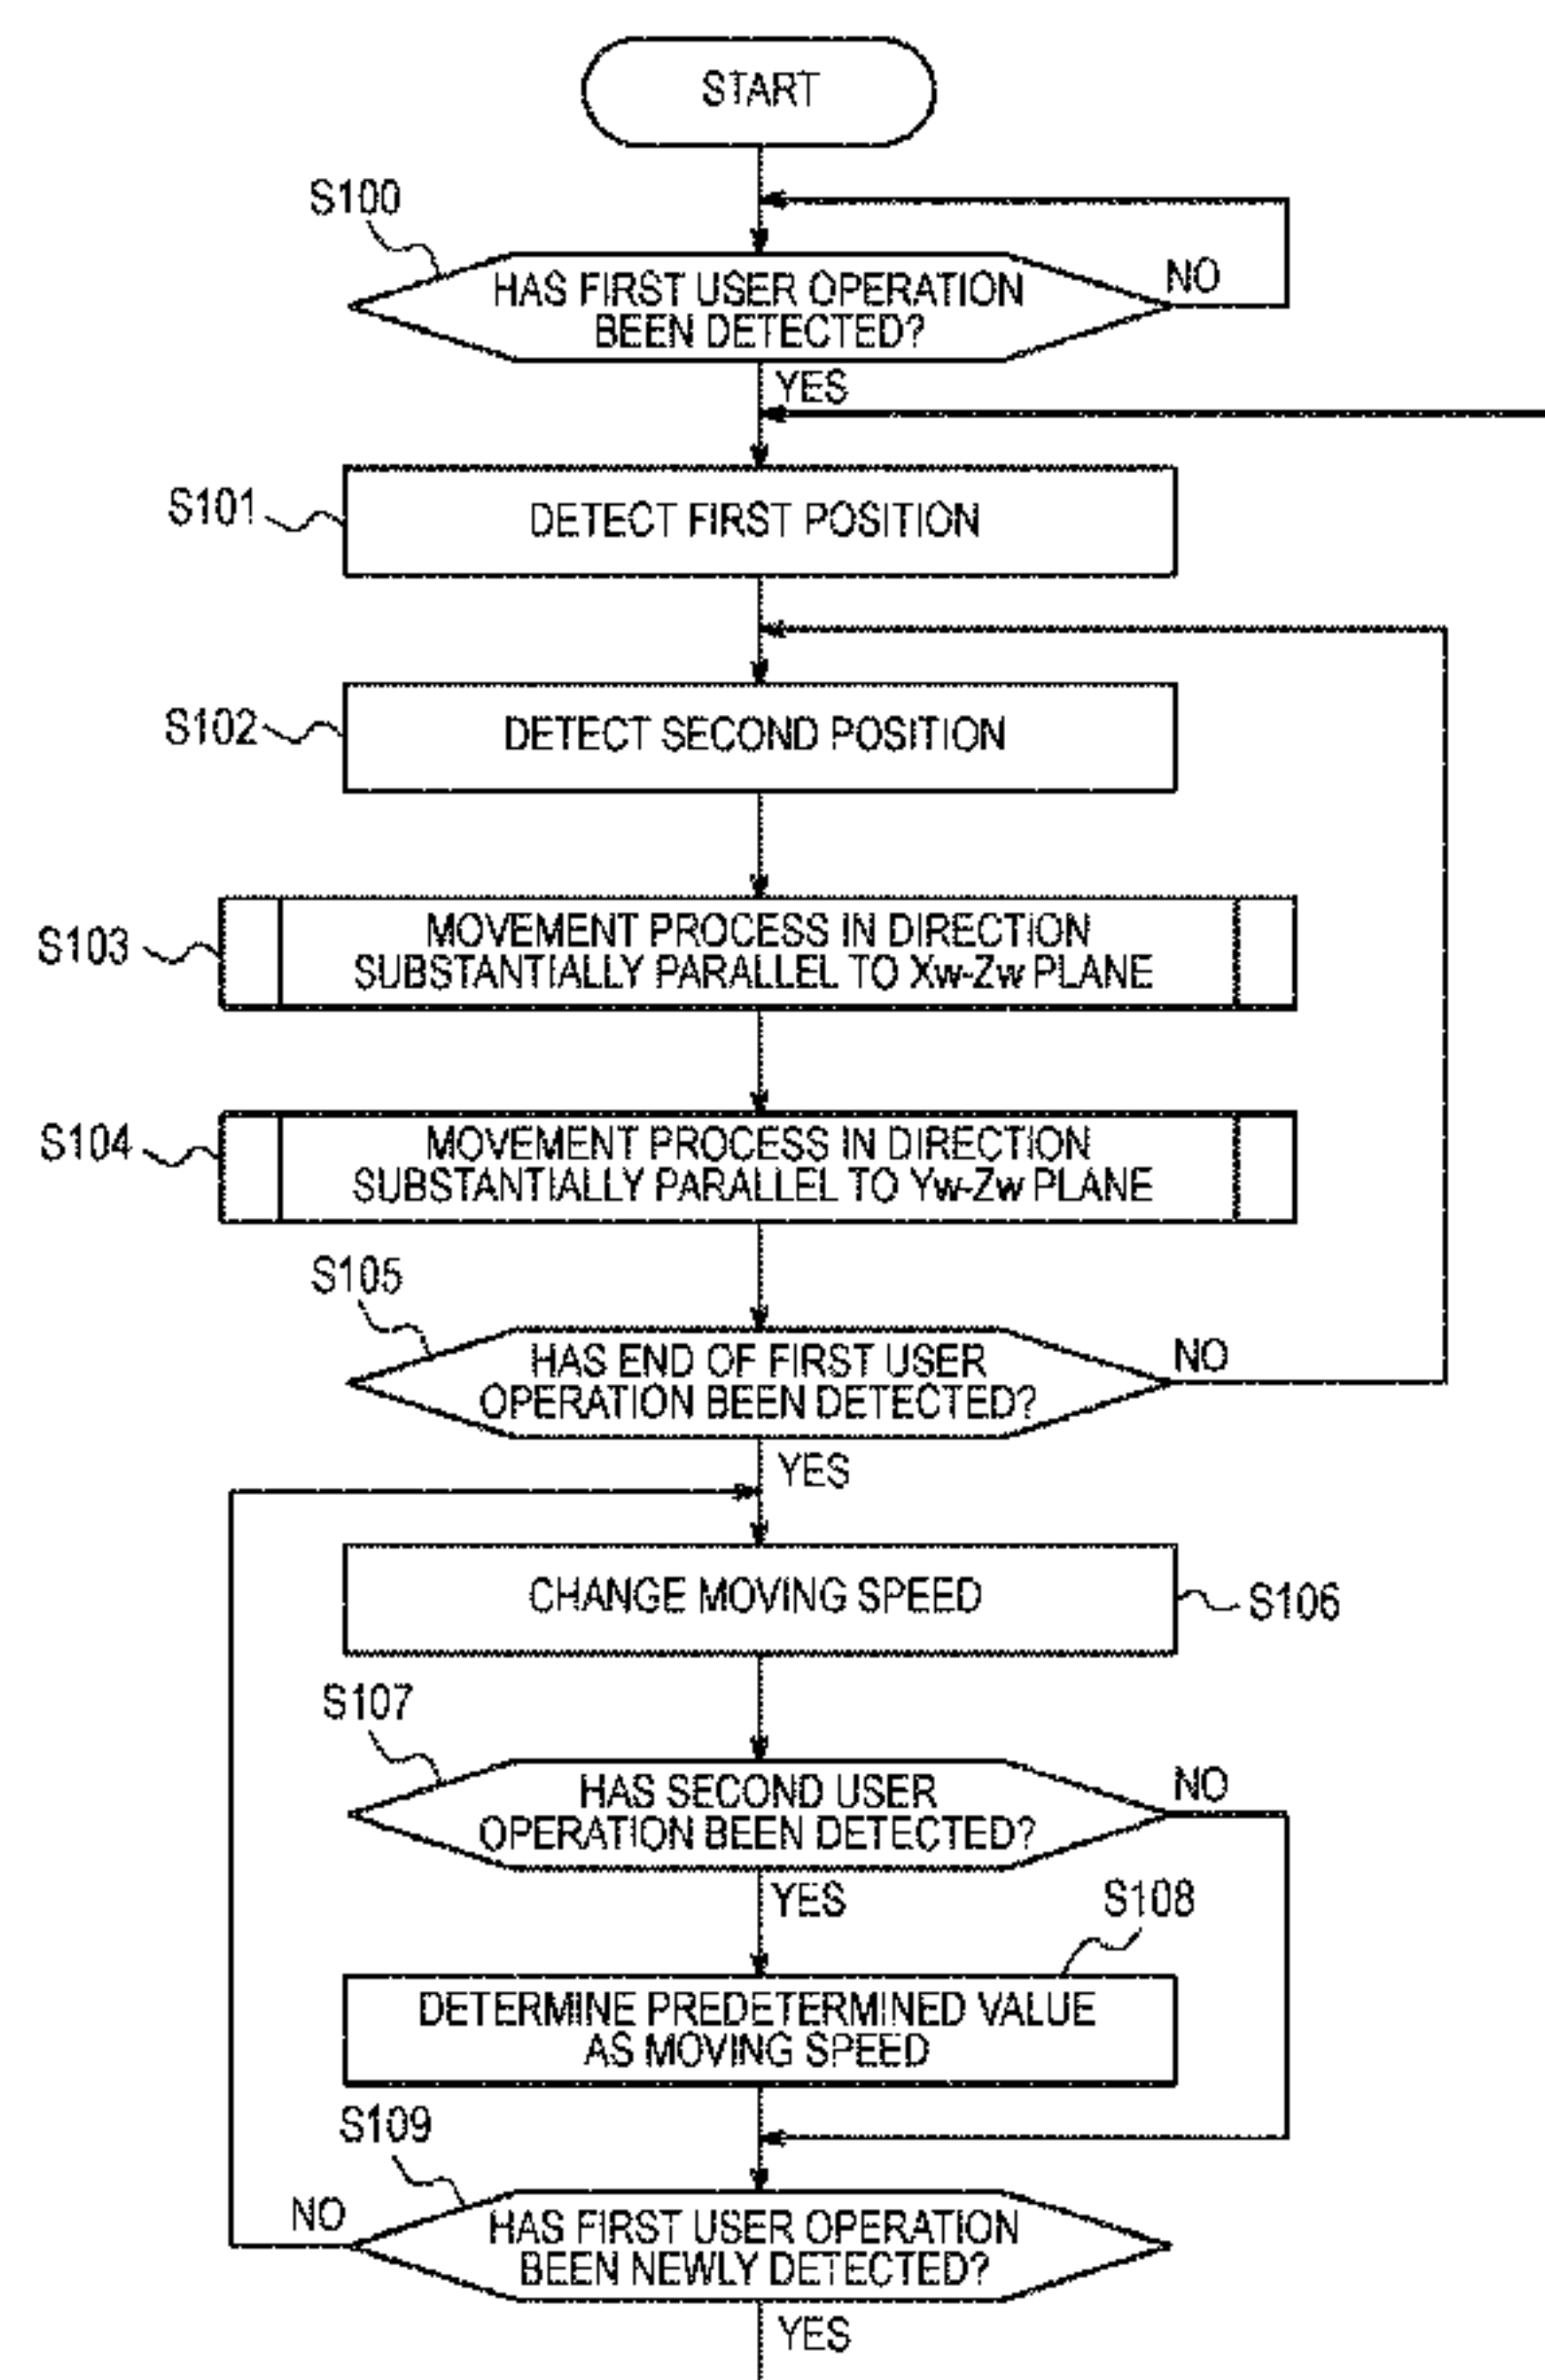 START
S100
HAS FIRST USER OPERATION
BEEN DETECTED?
NO
YES
S101
DETECT FIRST POSITION
S102
DETECT SECOND POSITION
S103
MOVEMENT PROCESS IN DIRECTION
SUBSTANTIALLY PARALLEL TO Xw-Zw PLANE
S104
MOVEMENT PROCESS IN DIRECTION
SUBSTANTIALLY PARALLEL TO Yw-Zw PLANE
S105
HAS END OF FIRST USER
OPERATION BEEN DETECTED?
NO
YES
CHANGE MOVING SPEED
S106
S107
HAS SECOND USER
OPERATION BEEN DETECTED?
NO
YES
S108
DETERMINE PREDETERMINED VALUE
AS MOVING SPEED
S109
NO
HAS FIRST USER OPERATION
BEEN NEWLY DETECTED?
YES